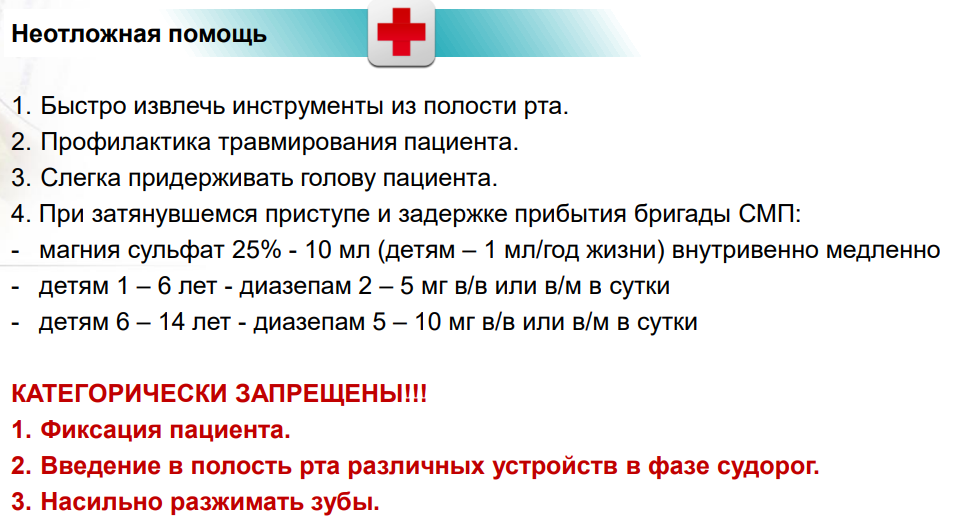 Неотложная помощь
1. Быстро извлечь инструменты из полости рта.
2. Профилактика травмирования пациента.
3. Слегка придерживать голову пациента.
4. При затянувшемся приступе и задержке прибытия бригады СМП:
- магния сульфат 25% - 10 мл (детям – 1 мл/год жизни) внутривенно медленно
- детям 1 – 6 лет - диазепам 2 – 5 мг в/в или в/м в сутки
- детям 6 – 14 лет - диазепам 5 – 10 мг в/в или в/м в сутки
КАТЕГОРИЧЕСКИ ЗАПРЕЩЕНЫ!!!
1. Фиксация пациента.
2. Введение в полость рта различных устройств в фазе судорог.
3. Насильно разжимать зубы.